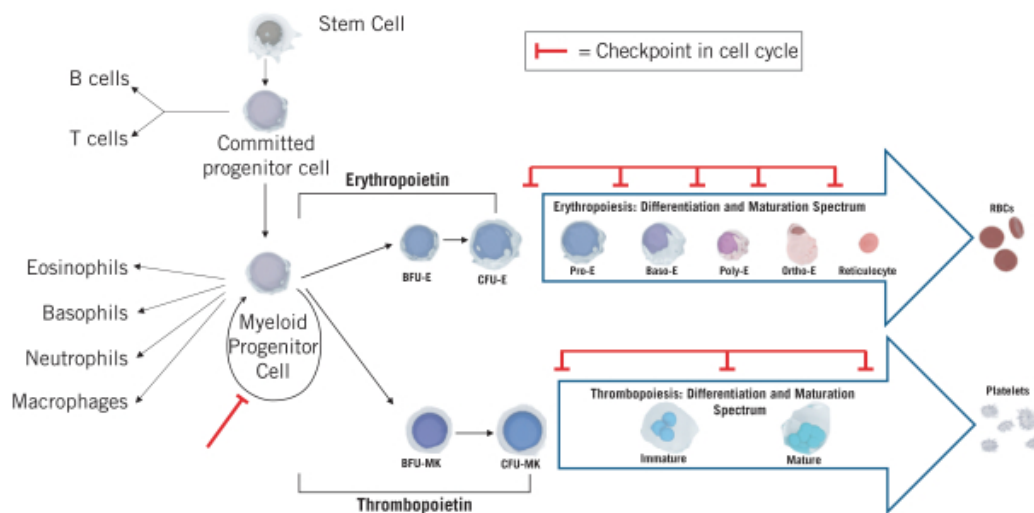 Stem Cell
= Checkpoint in cell cycle
B cells
T cells
Committed
progenitor cell
Erythropoietin
Erythropoiesis: Differentiation and Maturation Spectrum
RBCs
BFU-E
CFU-E
Pro-E
Baso-E
Poly-E
Ortho-E
Reticulocyte
Eosinophils
Basophils
Neutrophils
Macrophages
Myeloid
Progenitor
Cell
Thrombopoiesis: Differentiation and Maturation
Spectrum
Platelets
BFU-MK
CFU-MK
Immature
Mature
Thrombopoietin